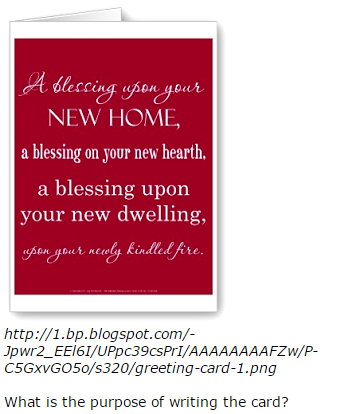 A blessing upon your
NEW HOME,
a blessing on your new hearth,
a blessing upon
your new dwelling,
upon your newly kindled fire.
http://1.bp.blogspot.com/-
Jpwr2_EEl6I/UPpc39csPrI/AAAAAAAAFZw/P-
C5GxvGO5o/s320/greeting-card-1.png
What is the purpose of writing the card?